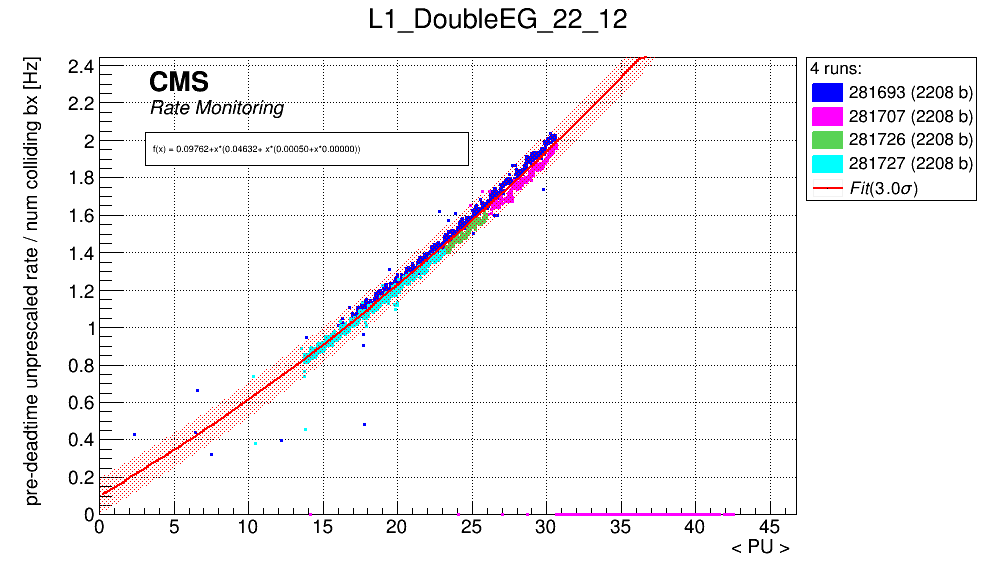 L1_DoubleEG_22_12
pre-deadtime unprescaled rate / num colliding bx [Hz]
CMS
Rate Monitoring
f(x) = 0.09762+x*(0.04632+ x*(0.00050+x*0.00000))
4 runs:
281693 (2208 b)
281707 (2208 b)
281726 (2208 b)
281727 (2208 b)
Fit(3.0σ)
2.4
2.2
2
1.8
1.6
1.4
1.2
1
0.8
0.6
0.4
0.2
0
0 5 10 15 20 25 30 35 40 45
< PU >